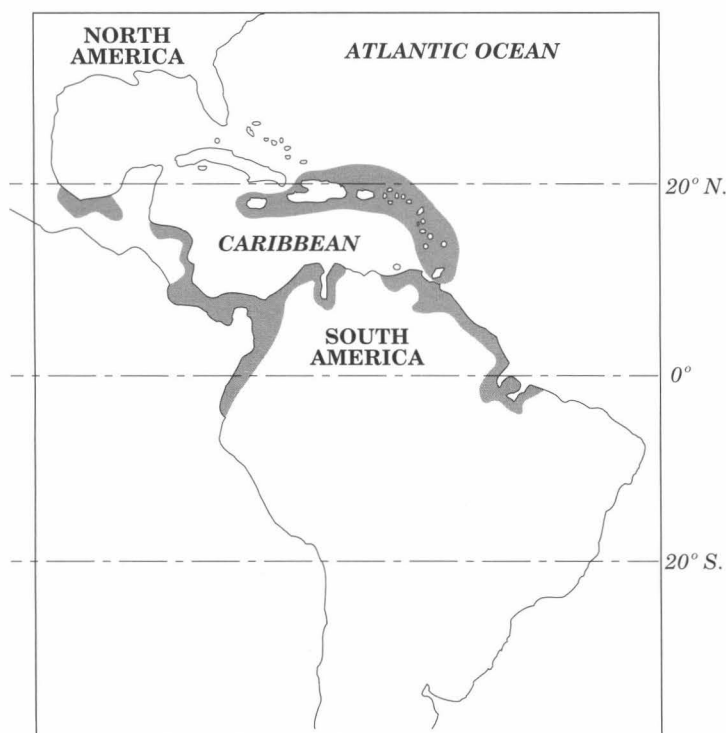 NORTH
AMERICA
ATLANTIC OCEAN
20° N.
CARIBBEAN
SOUTH
AMERICA
0°
20° S.